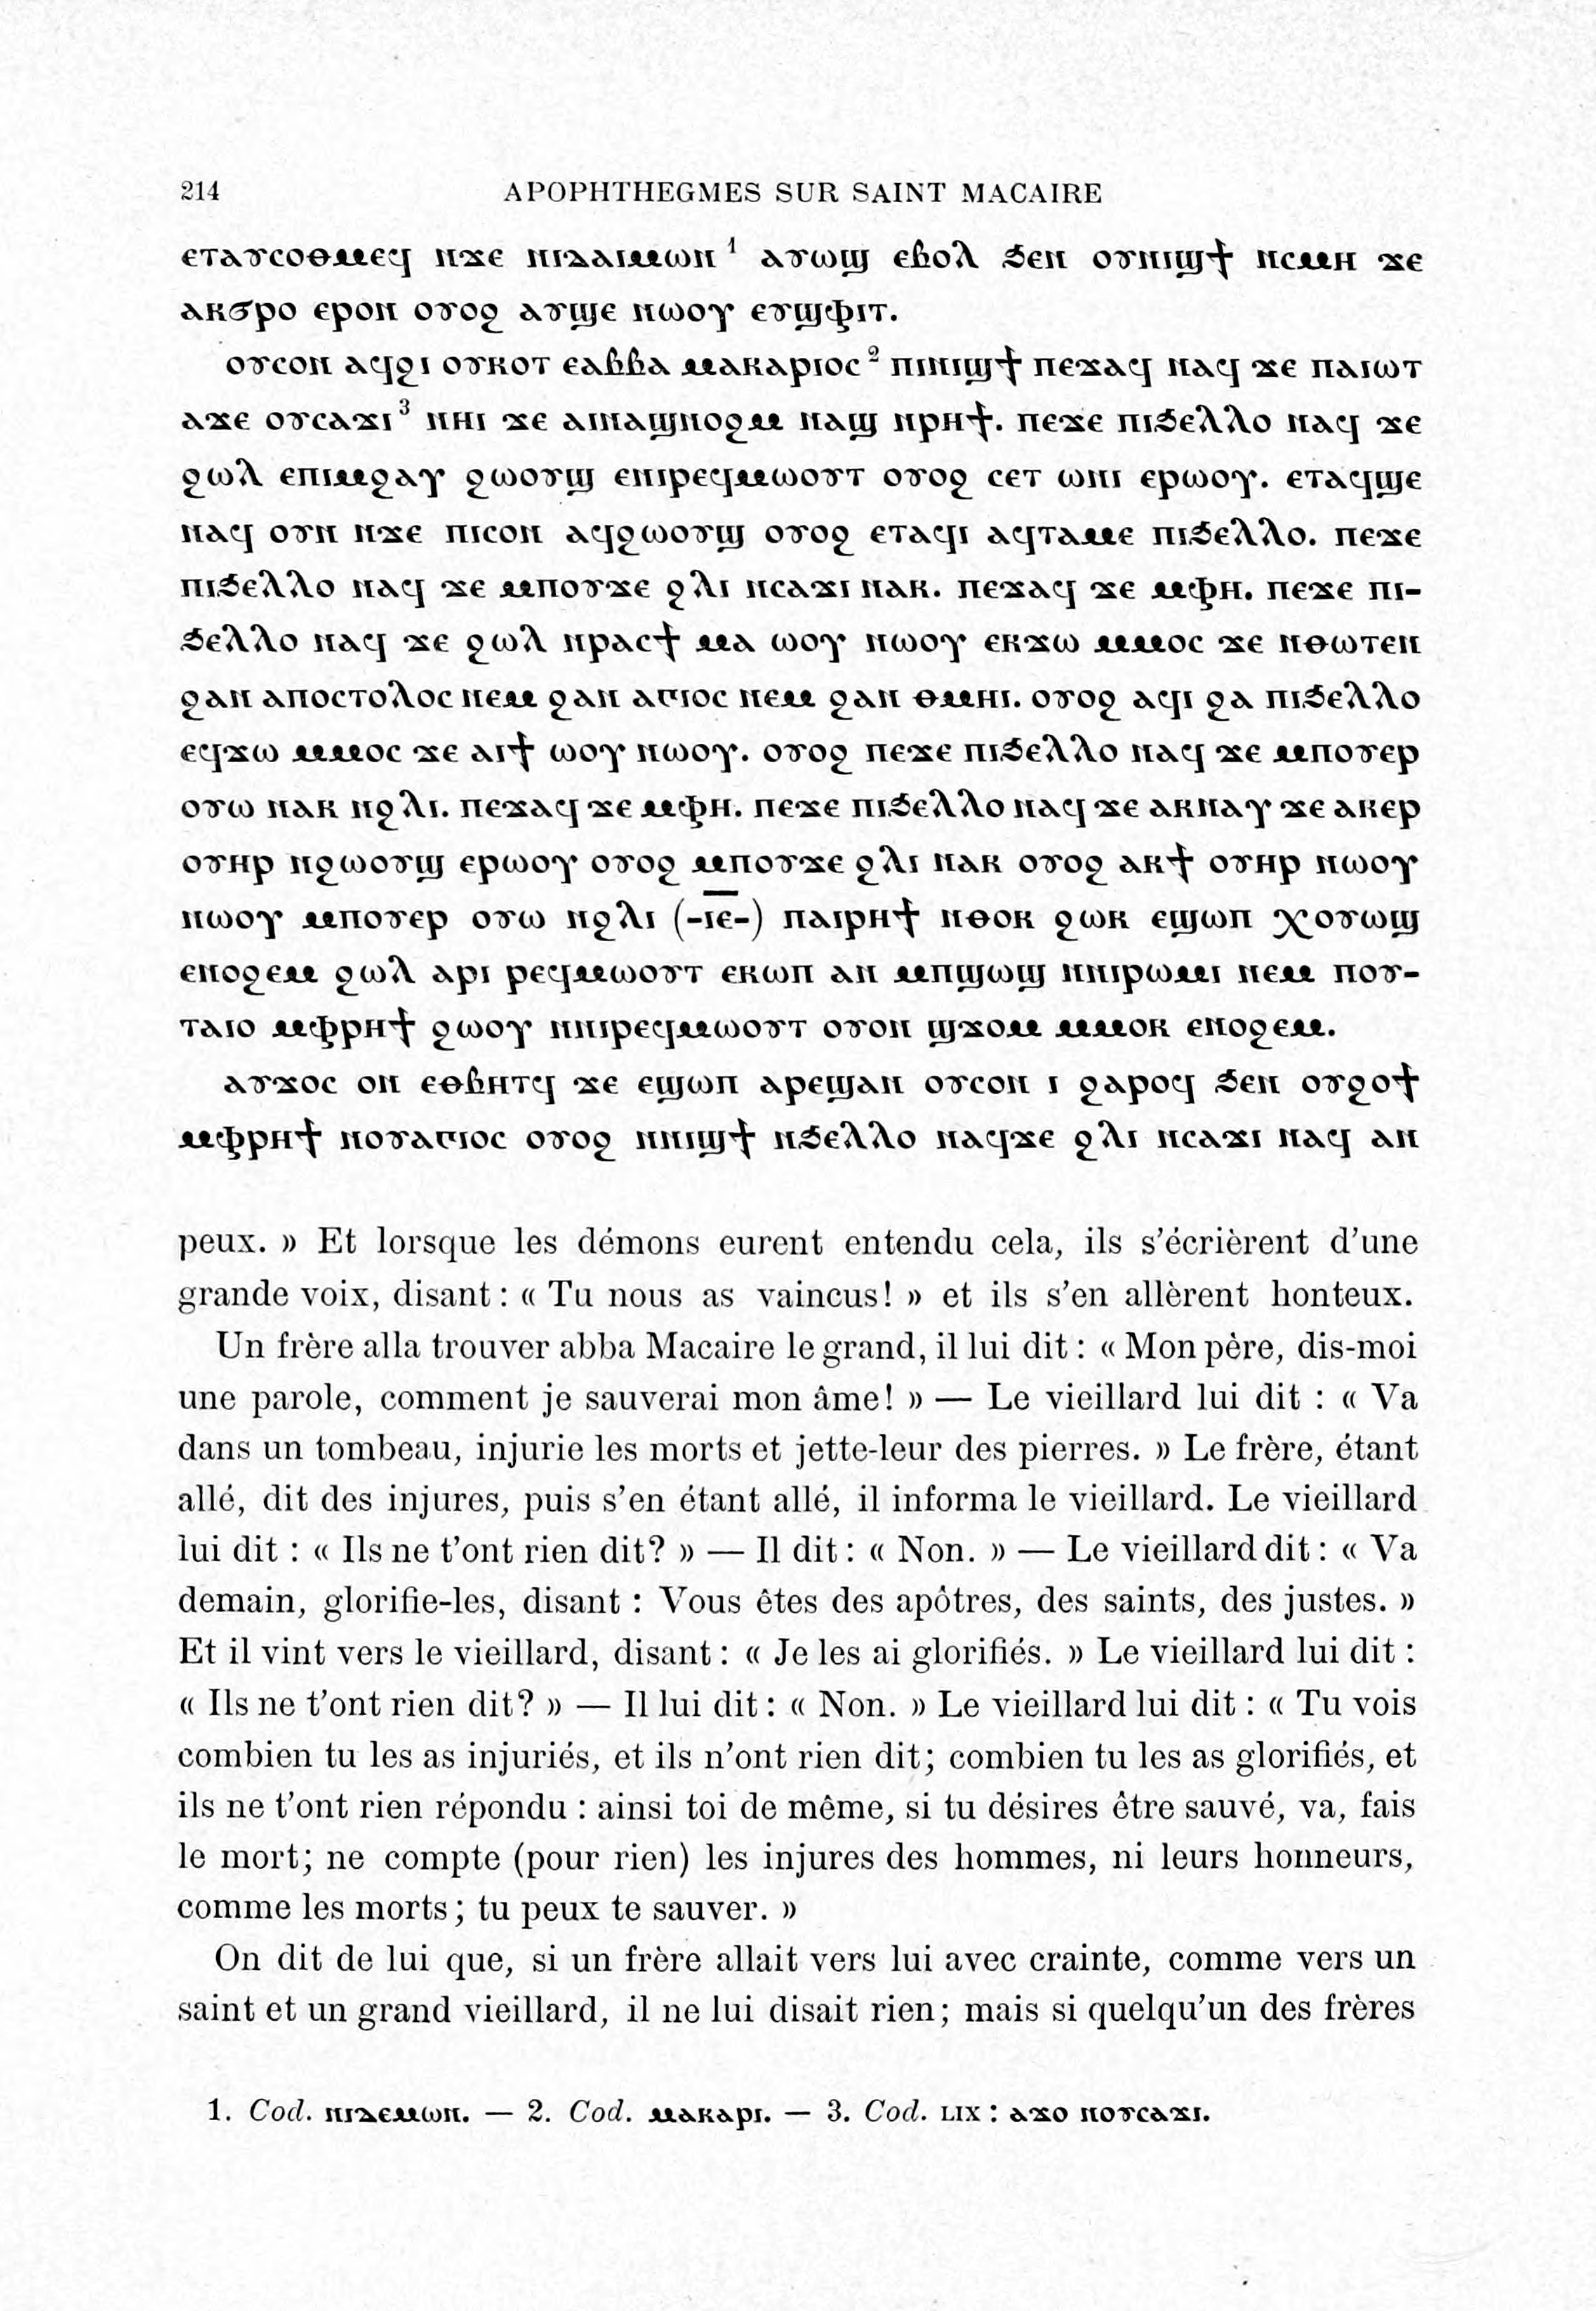 214 APOPHTHEGMES SUR SAINT MACAIRE
ⲉⲧⲁⲩⲥⲟⲑⲙⲉϥ ⲛϫⲉ ⲛⲓⲇⲁⲓⲙⲱⲛ ¹ ⲁⲩⲱϣ ⲉⲃⲟⲗ ϧⲉⲛ ⲟⲩⲛⲓϣϯ ⲛⲥⲙⲏ ϫⲉ
ⲁⲕϭⲣⲟ ⲉⲣⲟⲛ ⲟⲩⲟϩ ⲁⲩϣⲉ ⲛⲱⲟⲩ ⲉⲩϣϥⲓⲧ.
ⲟⲩⲥⲟⲛ ⲁϥϩⲓ ⲟⲩⲕⲟⲧ ⲉⲁⲃⲃⲁ ⲙⲁⲕⲁⲣⲓⲟⲥ ² ⲡⲓⲛⲓϣϯ ⲡⲉϫⲁϥ ⲛⲁϥ ϫⲉ ⲡⲁⲓⲱⲧ
ⲁϫⲉ ⲟⲩⲥⲁϫⲓ ³ ⲛⲏⲓ ϫⲉ ⲁⲓⲛⲁϣⲛⲟϩⲙ ⲛⲁϣ ⲛⲣⲏϯ. ⲡⲉϫⲉ ⲡⲓϧⲉⲗⲗⲟ ⲛⲁϥ ϫⲉ
ϩⲱⲗ ⲉⲡⲓⲙϩⲁⲩ ϩⲱⲟⲩϣ ⲉⲛⲓⲣⲉϥⲙⲱⲟⲩⲧ ⲟⲩⲟϩ ⲥⲉⲧ ⲱⲛⲓ ⲉⲣⲱⲟⲩ. ⲉⲧⲁϥϣⲉ
ⲛⲁϥ ⲟⲩⲛ ⲛϫⲉ ⲡⲓⲥⲟⲛ ⲁϥϩⲱⲟⲩϣ ⲟⲩⲟϩ ⲉⲧⲁϥⲓ ⲁϥⲧⲁⲙⲉ ⲡⲓϧⲉⲗⲗⲟ. ⲡⲉϫⲉ
ⲡⲓϧⲉⲗⲗⲟ ⲛⲁϥ ϫⲉ ⲙⲡⲟⲩϫⲉ ϩⲗⲓ ⲛⲥⲁϫⲓ ⲛⲁⲕ. ⲡⲉϫⲁϥ ϫⲉ ⲙⲫⲏ. ⲡⲉϫⲉ ⲡⲓ-
ϧⲉⲗⲗⲟ ⲛⲁϥ ϫⲉ ϩⲱⲗ ⲛⲣⲁⲥϯ ⲙⲁ ⲱⲟⲩ ⲛⲱⲟⲩ ⲉⲕϫⲱ ⲙⲙⲟⲥ ϫⲉ ⲛⲑⲱⲧⲉⲛ
ϩⲁⲛ ⲁⲡⲟⲥⲧⲟⲗⲟⲥ ⲛⲉⲙ ϩⲁⲛ ⲁⲅⲓⲟⲥ ⲛⲉⲙ ϩⲁⲛ ⲑⲙⲏⲓ. ⲟⲩⲟϩ ⲁϥⲓ ϩⲁ ⲡⲓϧⲉⲗⲗⲟ
ⲉϥϫⲱ ⲙⲙⲟⲥ ϫⲉ ⲁⲓϯ ⲱⲟⲩ ⲛⲱⲟⲩ. ⲟⲩⲟϩ ⲡⲉϫⲉ ⲡⲓϧⲉⲗⲗⲟ ⲛⲁϥ ϫⲉ ⲙⲡⲟⲩⲉⲣ
ⲟⲩⲱ ⲛⲁⲕ ⲛϩⲗⲓ. ⲡⲉϫⲁϥ ϫⲉ ⲙⲫⲏ. ⲡⲉϫⲉ ⲡⲓϧⲉⲗⲗⲟ ⲛⲁϥ ϫⲉ ⲁⲕⲛⲁⲩ ϫⲉ ⲁⲕⲉⲣ
ⲟⲩⲏⲣ ⲛϩⲱⲟⲩϣ ⲉⲣⲱⲟⲩ ⲟⲩⲟϩ ⲙⲡⲟⲩϫⲉ ϩⲗⲓ ⲛⲁⲕ ⲟⲩⲟϩ ⲁⲕϯ ⲟⲩⲏⲣ ⲛⲱⲟⲩ
ⲛⲱⲟⲩ ⲙⲡⲟⲩⲉⲣ ⲟⲩⲱ ⲛϩⲗⲓ (-ⲓ̅ⲉ̅-) ⲡⲁⲓⲣⲏϯ ⲛⲑⲟⲕ ϩⲱⲕ ⲉϣⲱⲡ ⲭⲟⲩⲱϣ
ⲉⲛⲟϩⲉⲙ ϩⲱⲗ ⲁⲣⲓ ⲣⲉϥⲙⲱⲟⲩⲧ ⲉⲕⲱⲡ ⲁⲛ ⲙⲡϣⲱϣ ⲛⲛⲓⲣⲱⲙⲓ ⲛⲉⲙ ⲡⲟⲩ-
ⲧⲁⲓⲟ ⲙⲫⲣⲏϯ ϩⲱⲟⲩ ⲛⲛⲓⲣⲉϥⲙⲱⲟⲩⲧ ⲟⲩⲟⲛ ϣϫⲟⲙ ⲙⲙⲟⲕ ⲉⲛⲟϩⲉⲙ.
ⲁⲩϫⲟⲥ ⲟⲛ ⲉⲑⲃⲏⲧϥ ϫⲉ ⲉϣⲱⲡ ⲁⲣⲉϣⲁⲛ ⲟⲩⲥⲟⲛ ⲓ ϩⲁⲣⲟϥ ϧⲉⲛ ⲟⲩϩⲟϯ
ⲙⲫⲣⲏϯ ⲛⲟⲩⲁⲅⲓⲟⲥ ⲟⲩⲟϩ ⲛⲛⲓϣϯ ⲛϧⲉⲗⲗⲟ ⲛⲁϥϫⲉ ϩⲗⲓ ⲛⲥⲁϫⲓ ⲛⲁϥ ⲁⲛ
peux. » Et lorsque les démons eurent entendu cela, ils s'écrièrent d'une
grande voix, disant : « Tu nous as vaincus! » et ils s'en allèrent honteux.
Un frère alla trouver abba Macaire le grand, il lui dit : « Mon père, dis-moi
une parole, comment je sauverai mon âme! » — Le vieillard lui dit : « Va
dans un tombeau, injurie les morts et jette-leur des pierres. » Le frère, étant
allé, dit des injures, puis s'en étant allé, il informa le vieillard. Le vieillard
lui dit : « Ils ne t'ont rien dit? » — Il dit : « Non. » — Le vieillard dit : « Va
demain, glorifie-les, disant : Vous êtes des apôtres, des saints, des justes. »
Et il vint vers le vieillard, disant : « Je les ai glorifiés. » Le vieillard lui dit :
« Ils ne t'ont rien dit? » — Il lui dit : « Non. » Le vieillard lui dit : « Tu vois
combien tu les as injuriés, et ils n'ont rien dit; combien tu les as glorifiés, et
ils ne t'ont rien répondu : ainsi toi de même, si tu désires être sauvé, va, fais
le mort; ne compte (pour rien) les injures des hommes, ni leurs honneurs,
comme les morts; tu peux te sauver. »
On dit de lui que, si un frère allait vers lui avec crainte, comme vers un
saint et un grand vieillard, il ne lui disait rien; mais si quelqu'un des frères
1. Cod. ⲛⲓⲇⲉⲙⲱⲛ. — 2. Cod. ⲙⲁⲕⲁⲣⲓ. — 3. Cod. LIX : ⲁϫⲟ ⲛⲟⲩⲥⲁϫⲓ.